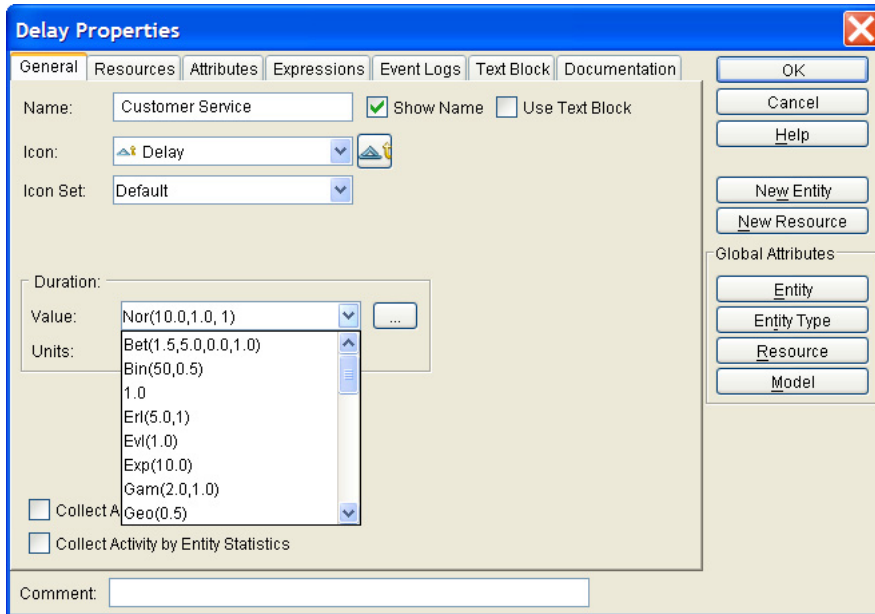 Delay Properties
General Resources Attributes Expressions Event Logs Text Block Documentation
OK
Cancel
Help
New Entity
New Resource
Global Attributes
Entity
Entity Type
Resource
Model
Name: Customer Service Show Name Use Text Block
Icon: Delay
Icon Set: Default
Duration:
Value: Nor(10.0,1.0, 1) ...
Units:
Bet(1.5,5.0,0.0,1.0)
Bin(50,0.5)
1.0
Erl(5.0,1)
Evl(1.0)
Exp(10.0)
Gam(2.0,1.0)
Geo(0.5)
Collect A
Collect Activity by Entity Statistics
Comment: